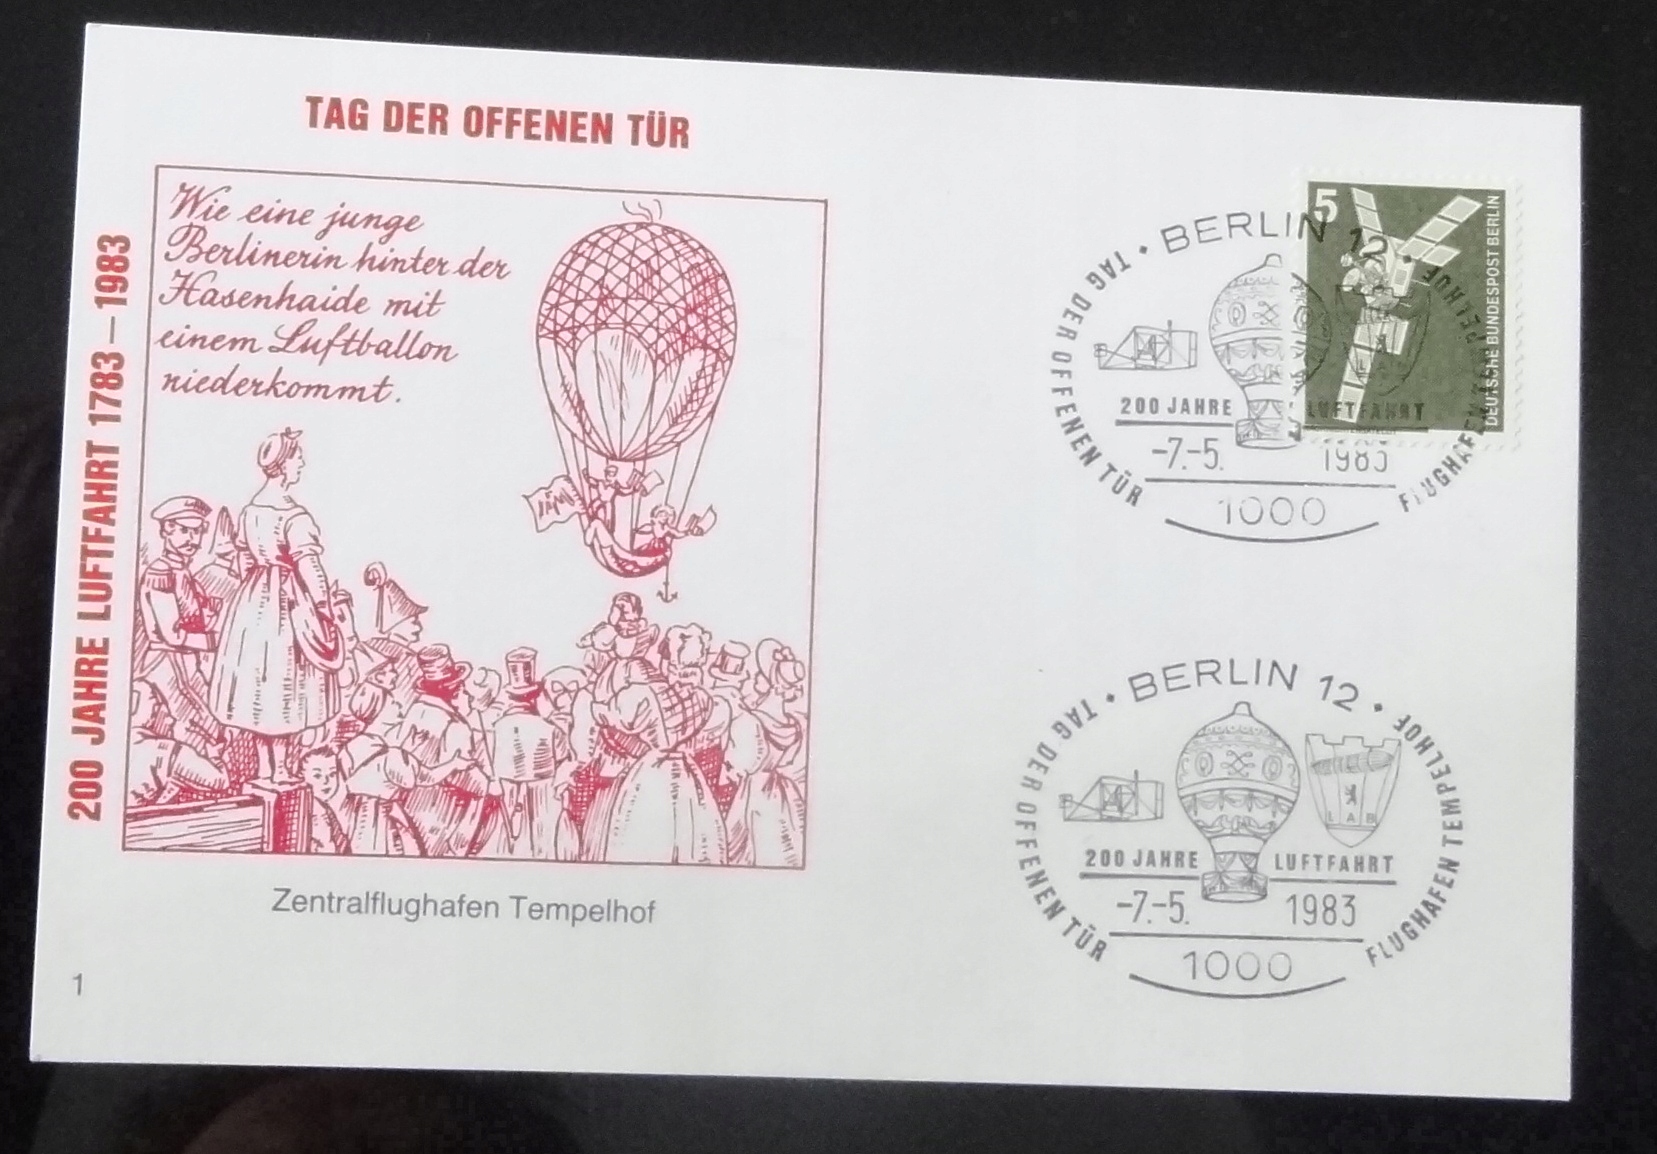 TAG DER OFFENEN TÜR
200 JAHRE LUFTFAHRT 1783–1983
Wie eine junge
Berlinerin hinter der
Hasenhaide mit
einem Luftballon
niederkommt.
Zentralflughafen Tempelhof
1
5
DEUTSCHE BUNDESPOST BERLIN
• BERLIN 12 •
TAG DER OFFENEN TÜR
FLUGHAFEN TEMPELHOF
LAB
200 JAHRE LUFTFAHRT
-7.-5. 1983
1000
• BERLIN 12 •
TAG DER OFFENEN TÜR
FLUGHAFEN TEMPELHOF
LAB
200 JAHRE LUFTFAHRT
-7.-5. 1983
1000